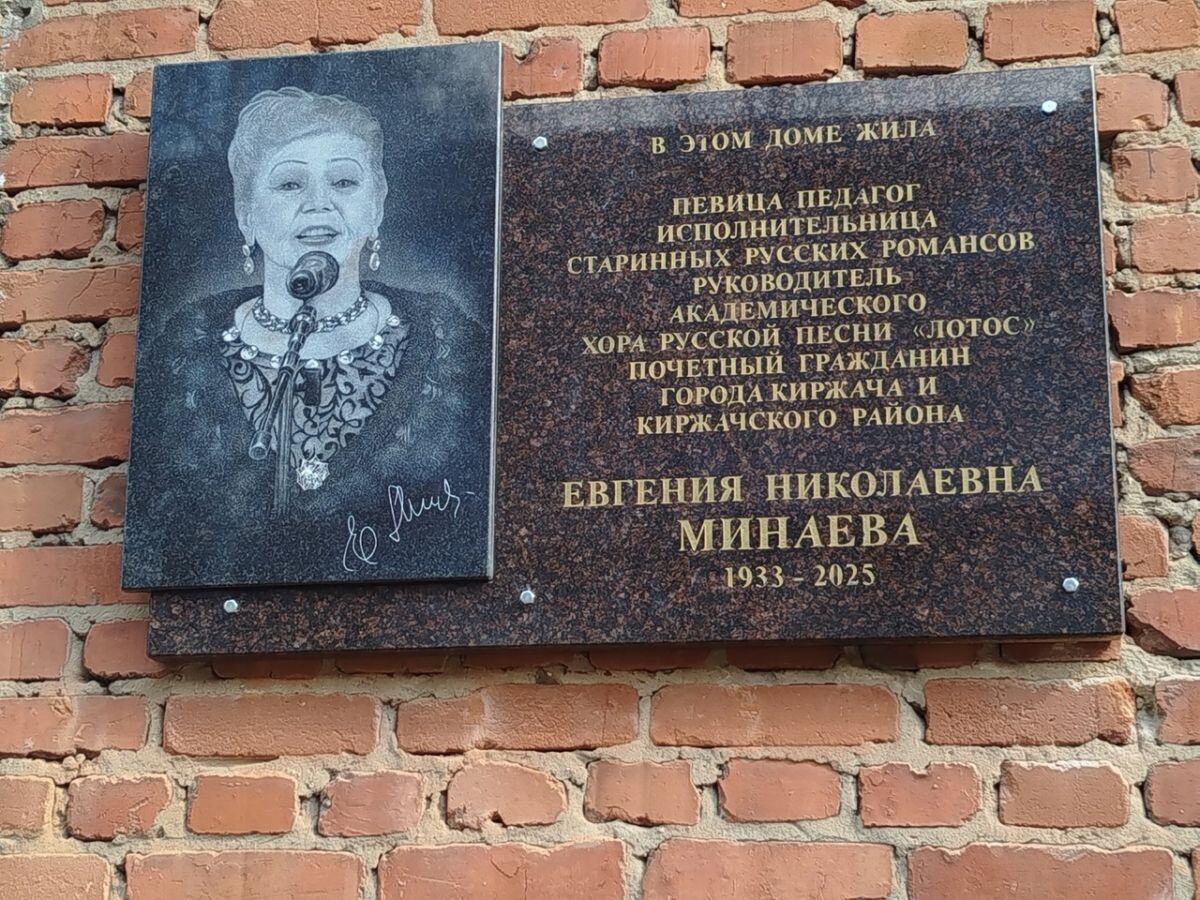 В ЭТОМ ДОМЕ ЖИЛА
ПЕВИЦА ПЕДАГОГ
ИСПОЛНИТЕЛЬНИЦА
СТАРИННЫХ РУССКИХ РОМАНСОВ
РУКОВОДИТЕЛЬ
АКАДЕМИЧЕСКОГО
ХОРА РУССКОЙ ПЕСНИ «ЛОТОС»
ПОЧЕТНЫЙ ГРАЖДАНИН
ГОРОДА КИРЖАЧА И
КИРЖАЧСКОГО РАЙОНА
ЕВГЕНИЯ НИКОЛАЕВНА
МИНАЕВА
1933 - 2025